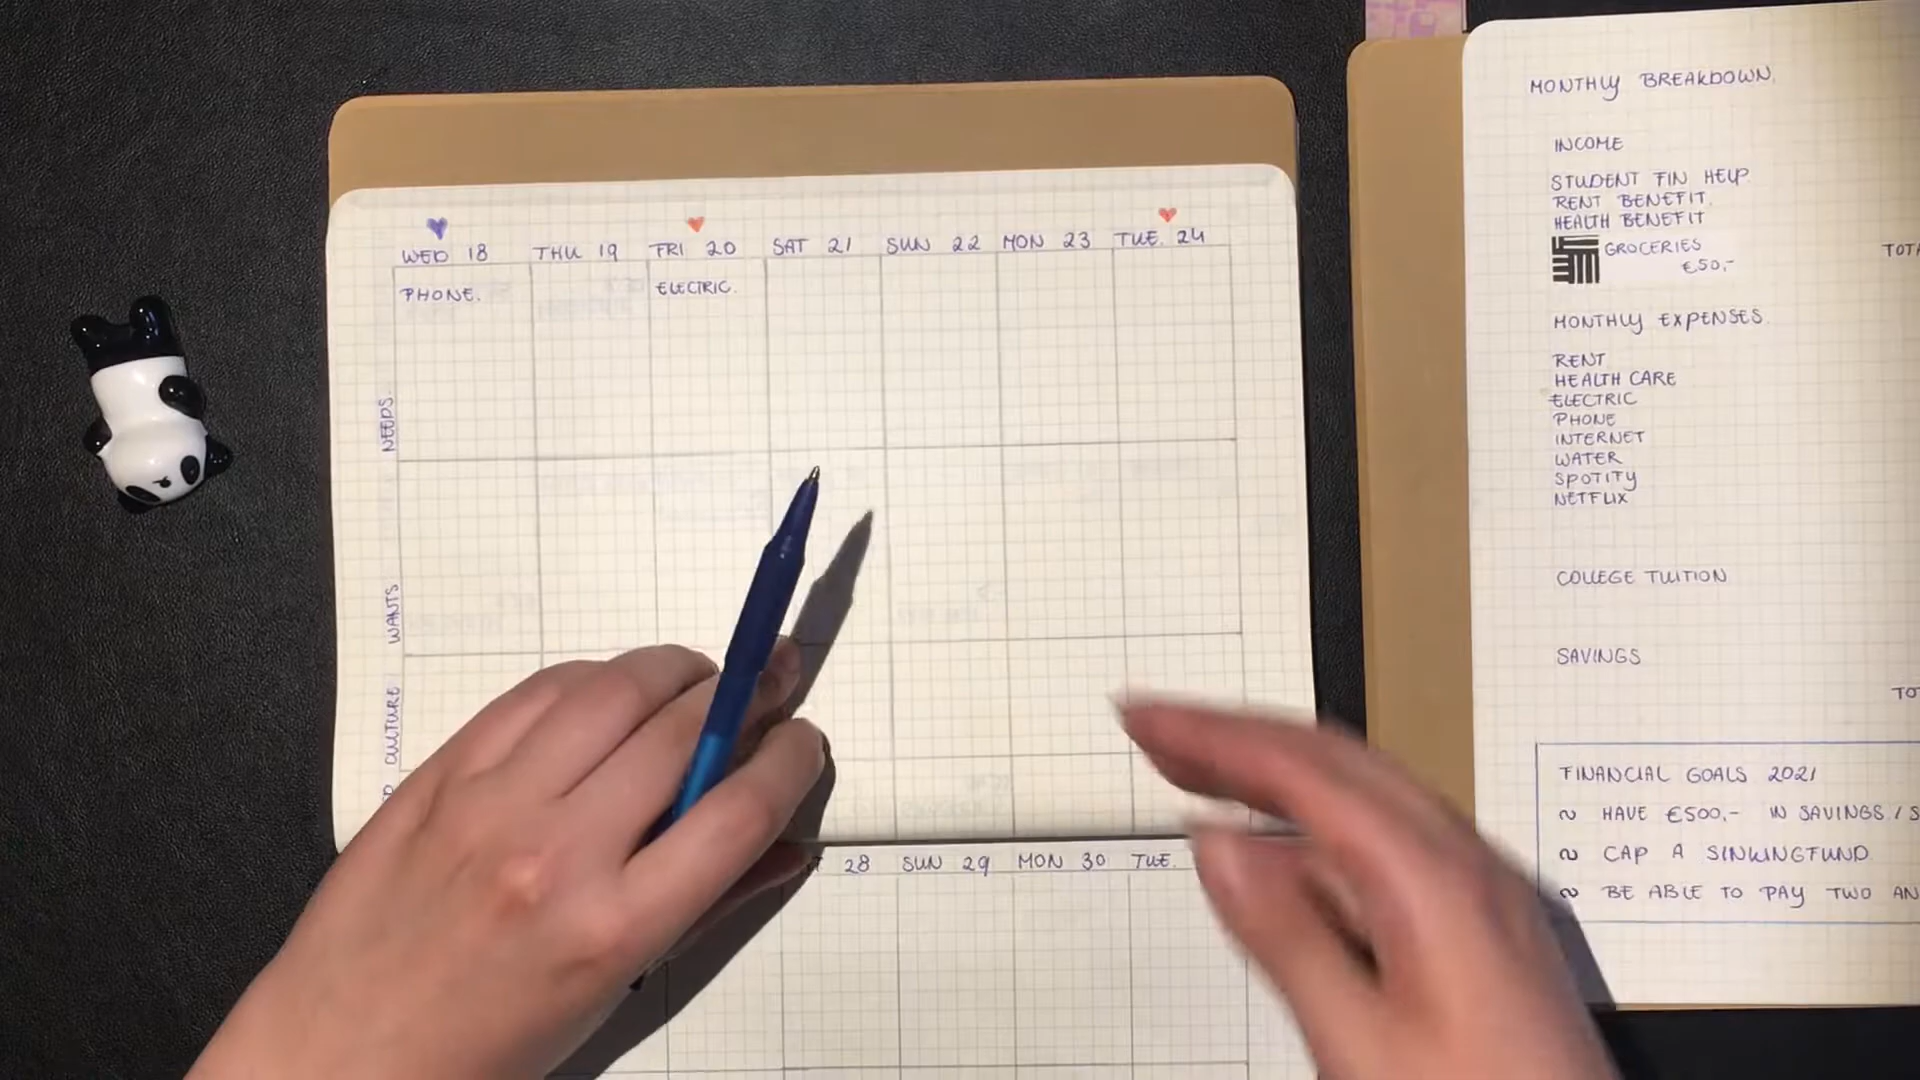 WED 18 THU 19 FRI 20 SAT 21 SUN 22 MON 23 TUE. 24
PHONE. ELECTRIC.
NEEDS.
WANTS
CULTURE
28 SUN 29 MON 30 TUE.
MONTHLY BREAKDOWN.
INCOME
STUDENT FIN HELP.
RENT BENEFIT.
HEALTH BENEFIT
GROCERIES
€50,-
MONTHLY EXPENSES.
RENT
HEALTH CARE
ELECTRIC
PHONE
INTERNET
WATER
SPOTIFY
NETFLIX
COLLEGE TUITION
SAVINGS
FINANCIAL GOALS 2021
~ HAVE €500,- IN SAVINGS / S
~ CAP A SINKINGFUND
~ BE ABLE TO PAY TWO AN